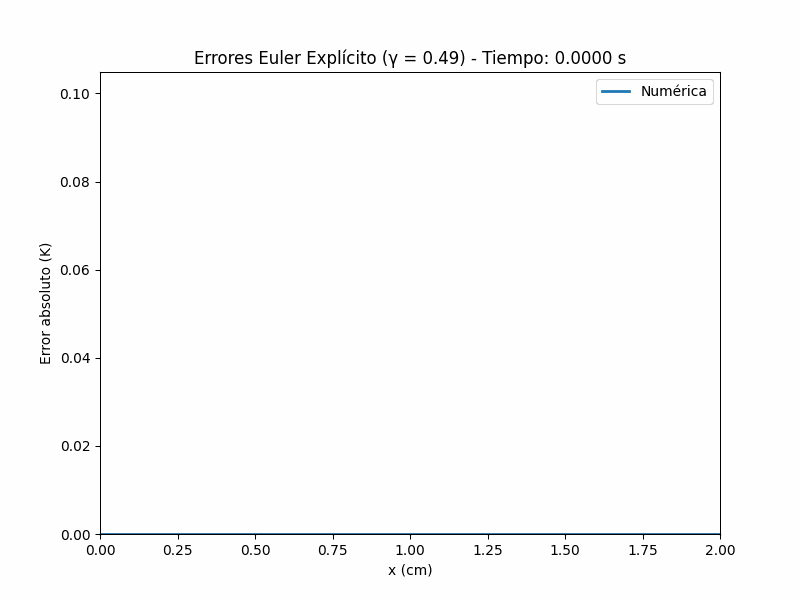 Errores Euler Explícito (γ = 0.49) - Tiempo: 0.0000 s
Numérica
0.10
0.08
0.06
0.04
0.02
0.00
Error absoluto (K)
0.00 0.25 0.50 0.75 1.00 1.25 1.50 1.75 2.00
x (cm)